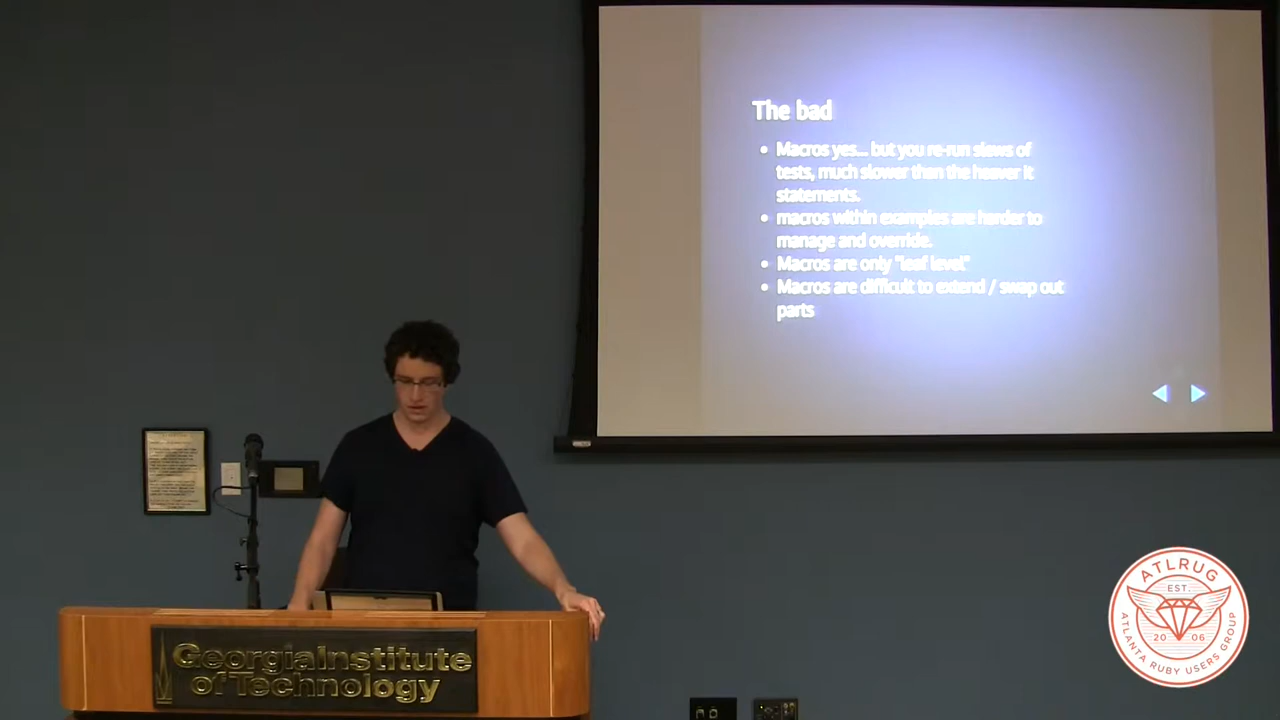 The bad
Macros yes... but you re-run slews of
tests, much slower than the heaver it
statements.
macros within examples are harder to
manage and override.
Macros are only "leaf level"
Macros are difficult to extend / swap out
parts
Georgia Institute
of Technology
ATLRUG
EST.
20 06
ATLANTA RUBY USERS GROUP